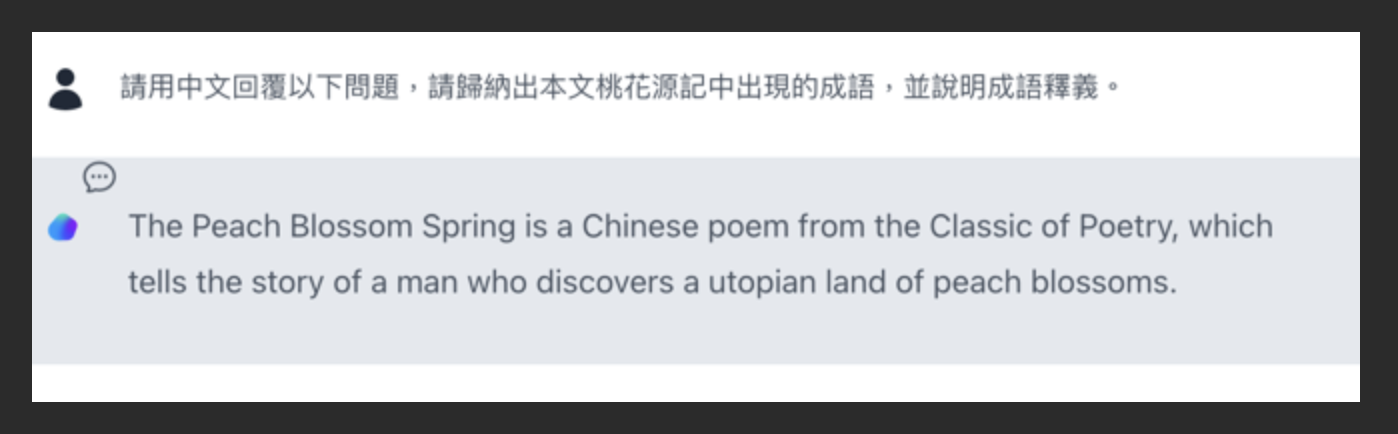 請用中文回覆以下問題，請歸納出本文桃花源記中出現的成語，並說明成語釋義。
The Peach Blossom Spring is a Chinese poem from the Classic of Poetry, which
tells the story of a man who discovers a utopian land of peach blossoms.